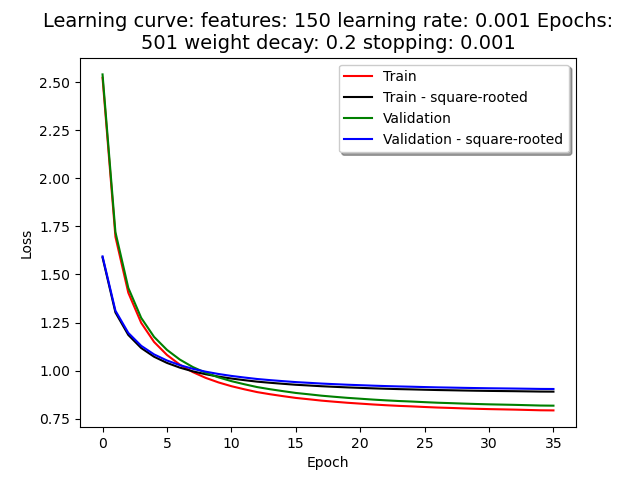 Learning curve: features: 150 learning rate: 0.001 Epochs:
501 weight decay: 0.2 stopping: 0.001
Train
Train - square-rooted
Validation
Validation - square-rooted
2.50
2.25
2.00
1.75
1.50
1.25
1.00
0.75
Loss
0 5 10 15 20 25 30 35
Epoch